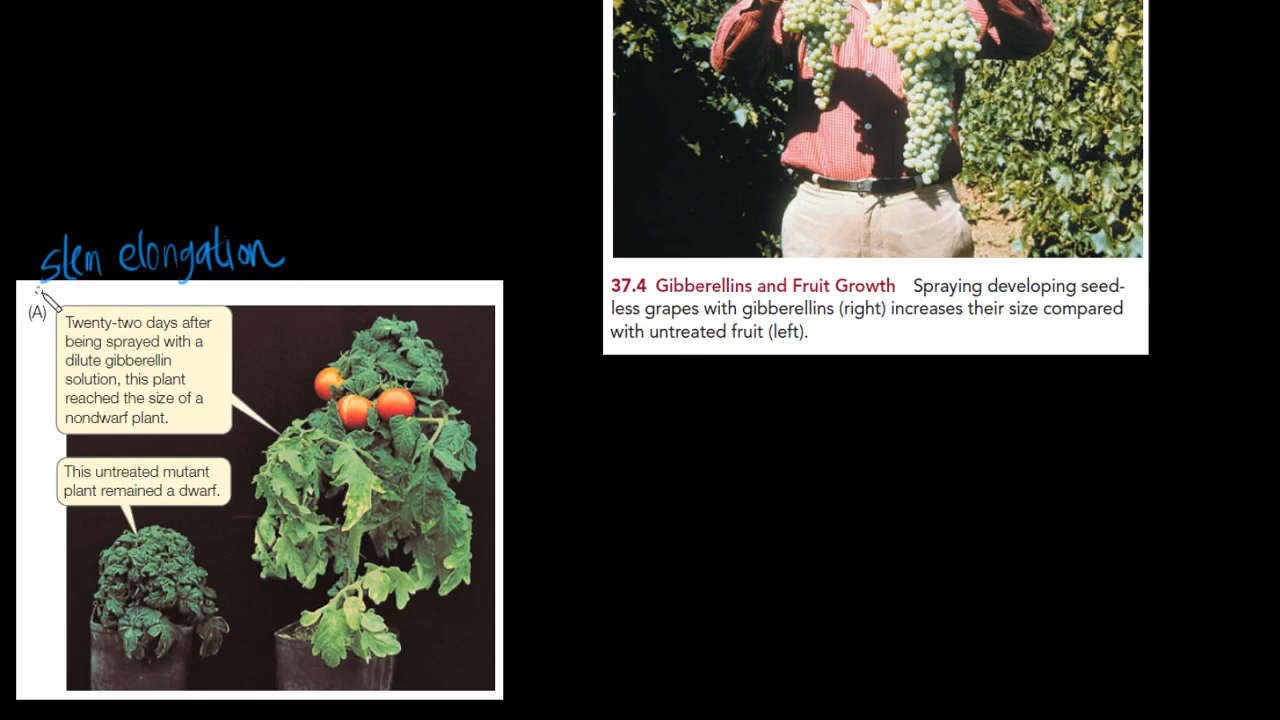 stem elongation
(A)
Twenty-two days after
being sprayed with a
dilute gibberellin
solution, this plant
reached the size of a
nondwarf plant.
This untreated mutant
plant remained a dwarf.
37.4 Gibberellins and Fruit Growth Spraying developing seed-
less grapes with gibberellins (right) increases their size compared
with untreated fruit (left).